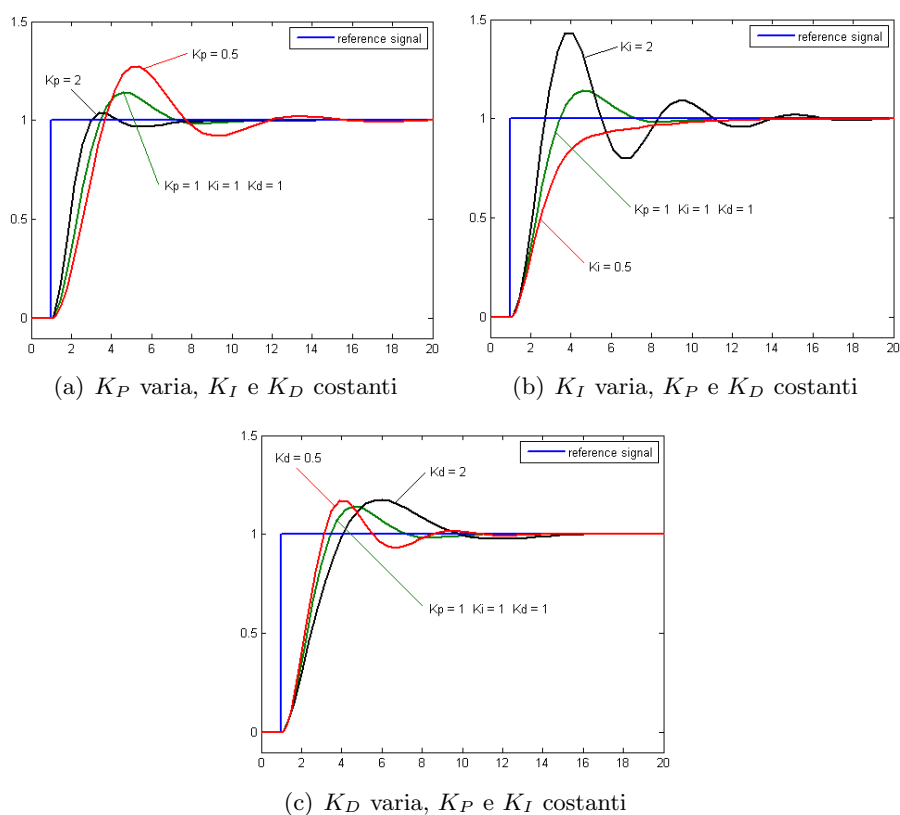 1.5
reference signal
Kp = 0.5
Kp = 2
1
Kp = 1 Ki = 1 Kd = 1
0.5
0
0 2 4 6 8 10 12 14 16 18 20
(a) K_P varia, K_I e K_D costanti
1.5
reference signal
Ki = 2
1
Kp = 1 Ki = 1 Kd = 1
0.5
Ki = 0.5
0
0 2 4 6 8 10 12 14 16 18 20
(b) K_I varia, K_P e K_D costanti
1.5
reference signal
Kd = 0.5
Kd = 2
1
Kp = 1 Ki = 1 Kd = 1
0.5
0
0 2 4 6 8 10 12 14 16 18 20
(c) K_D varia, K_P e K_I costanti